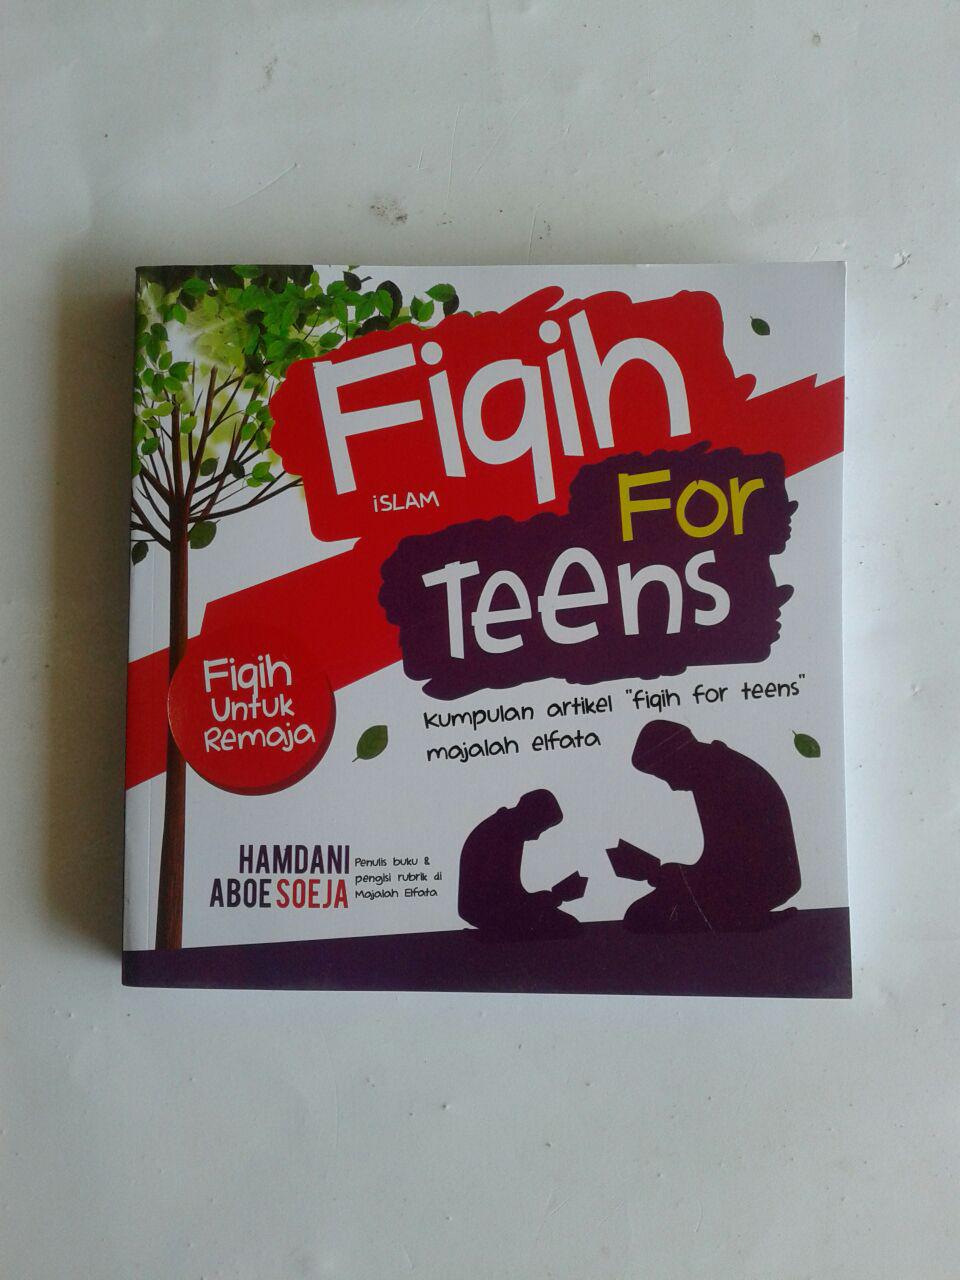 Fiqih
iSLAM
For
Teens
Fiqih
Untuk
Remaja
Kumpulan artikel "fiqih for teens"
majalah elfata
HAMDANI
ABOE SOEJA
Penulis buku &
pengisi rubrik di
Majalah Elfata